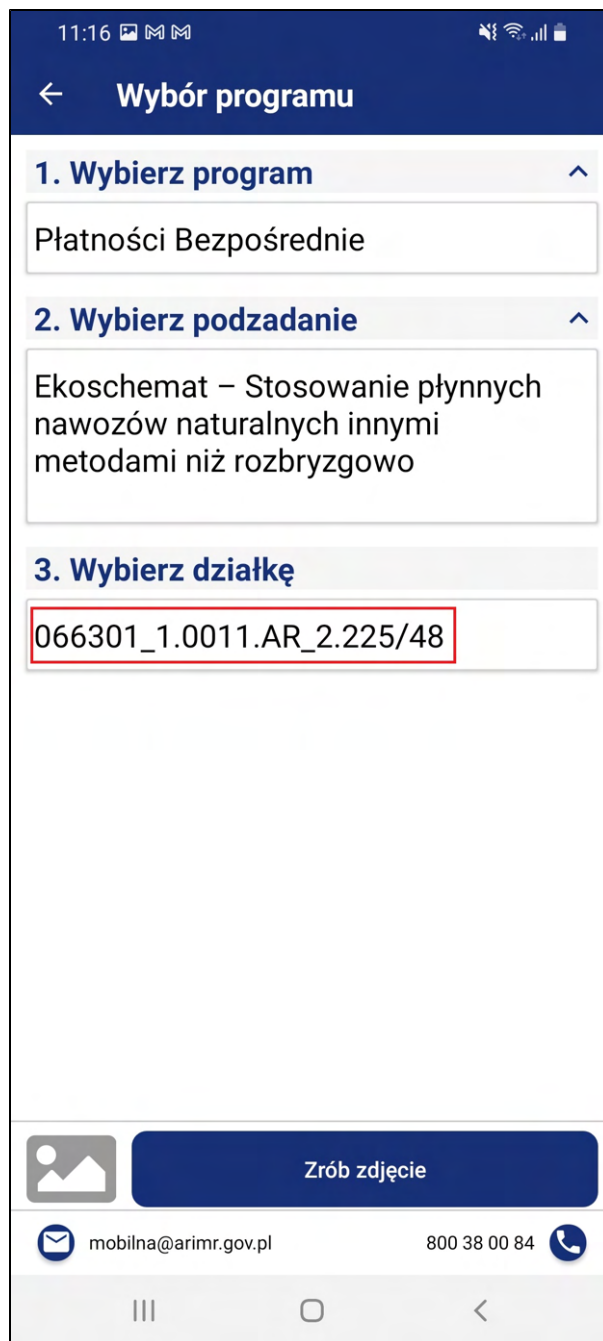 11:16
Wybór programu
1. Wybierz program
Płatności Bezpośrednie
2. Wybierz podzadanie
Ekoschemat – Stosowanie płynnych
nawozów naturalnych innymi
metodami niż rozbryzgowo
3. Wybierz działkę
066301_1.0011.AR_2.225/48
Zrób zdjęcie
mobilna@arimr.gov.pl 800 38 00 84